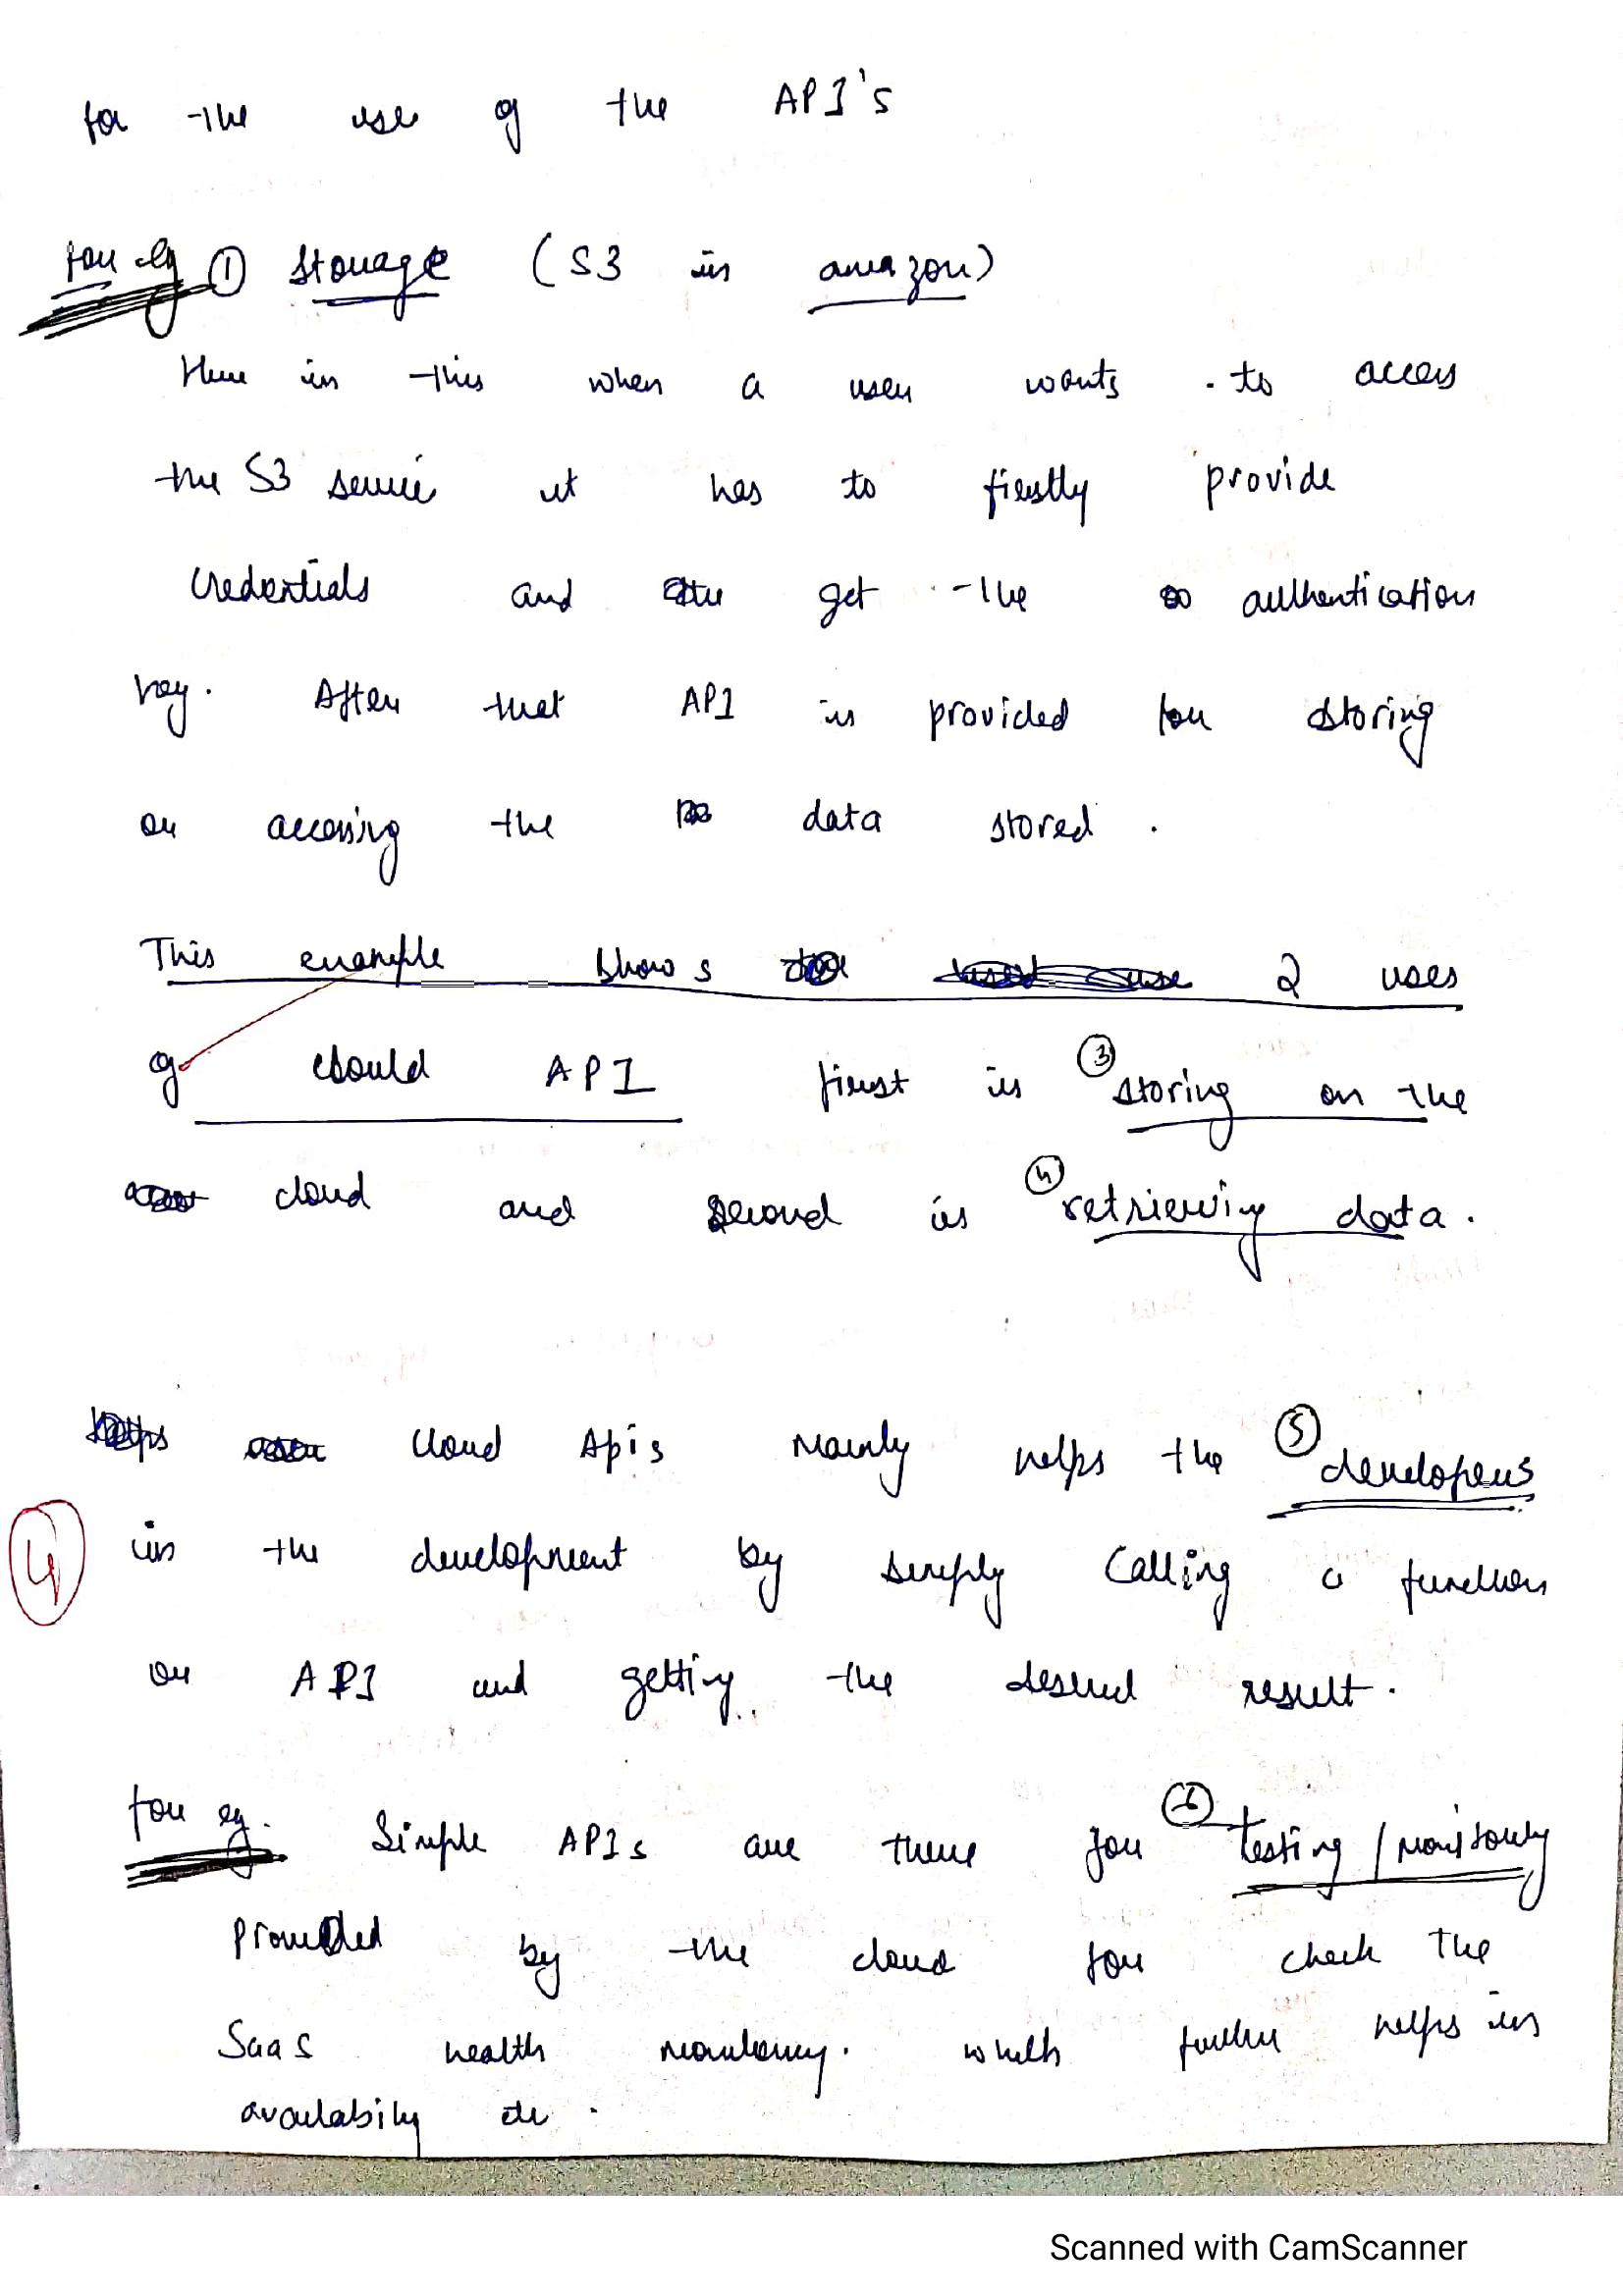 for the use of the API's
for eg ① Storage (S3 in amazon)
Here in this when a user wants to access
the S3 service it has to firstly provide
credentials and get the authentication
key. After that API is provided for storing
or accessing the data stored.
This example shows 2 uses
of cloud API first is ③ storing on the
cloud and second is ④ retrieving data.
Cloud Apis Mainly helps the ⑤ developers
4
in the development by simply Calling a function
or API and getting the desired result.
for eg. Simple APIs are there for ⑥ testing / monitoring
Provided by the cloud for check the
SaaS health monitoring. which further helps in
availability etc.
Scanned with CamScanner